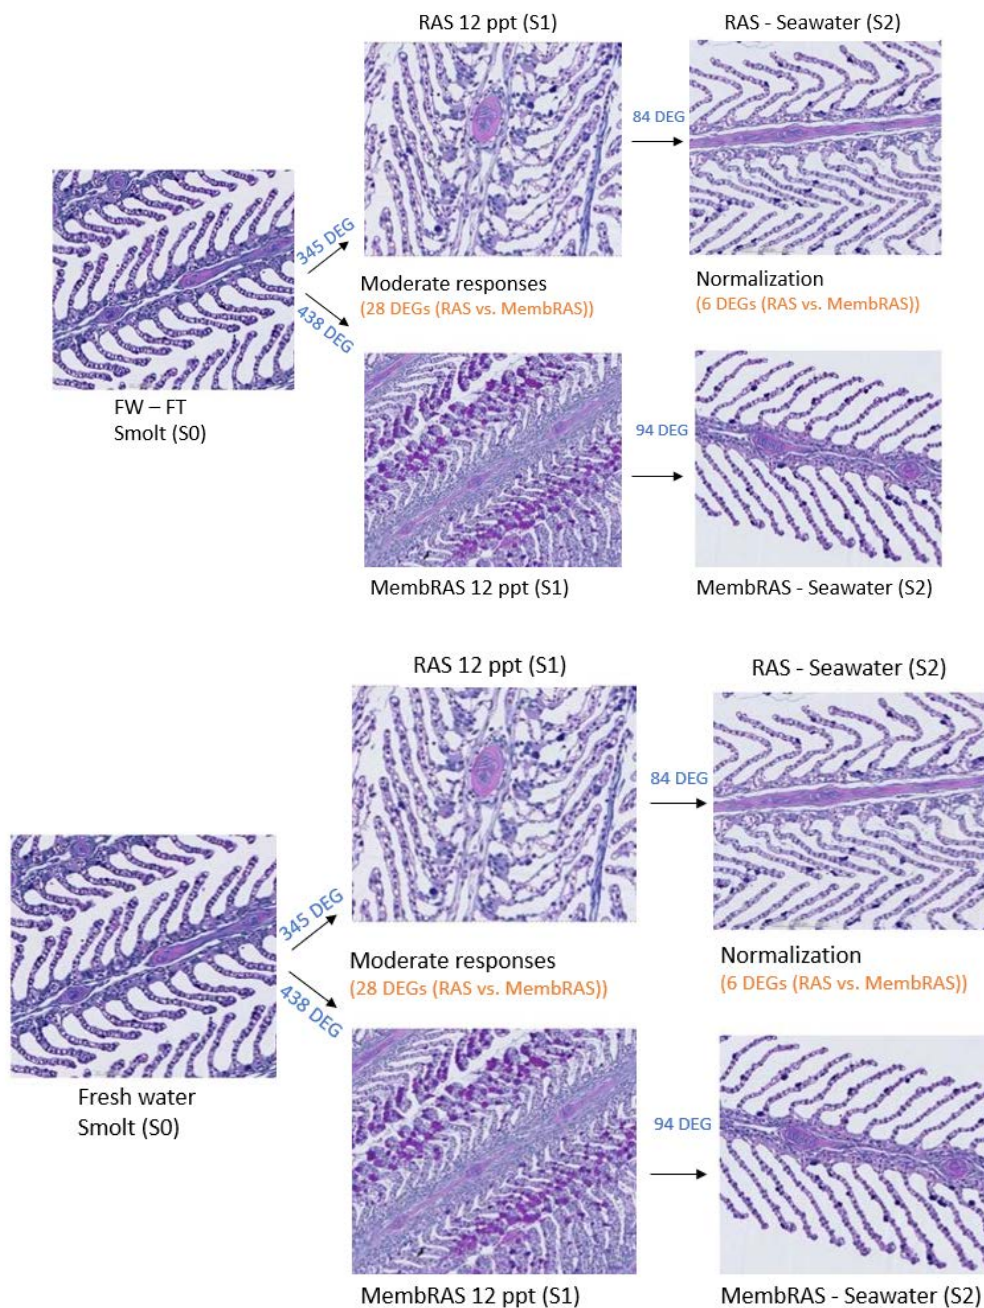 RAS 12 ppt (S1)
RAS - Seawater (S2)
84 DEG
345 DEG
438 DEG
Moderate responses
(28 DEGs (RAS vs. MembRAS))
Normalization
(6 DEGs (RAS vs. MembRAS))
FW – FT
Smolt (S0)
94 DEG
MembRAS 12 ppt (S1)
MembRAS - Seawater (S2)
RAS 12 ppt (S1)
RAS - Seawater (S2)
84 DEG
345 DEG
438 DEG
Moderate responses
(28 DEGs (RAS vs. MembRAS))
Normalization
(6 DEGs (RAS vs. MembRAS))
Fresh water
Smolt (S0)
94 DEG
MembRAS 12 ppt (S1)
MembRAS - Seawater (S2)